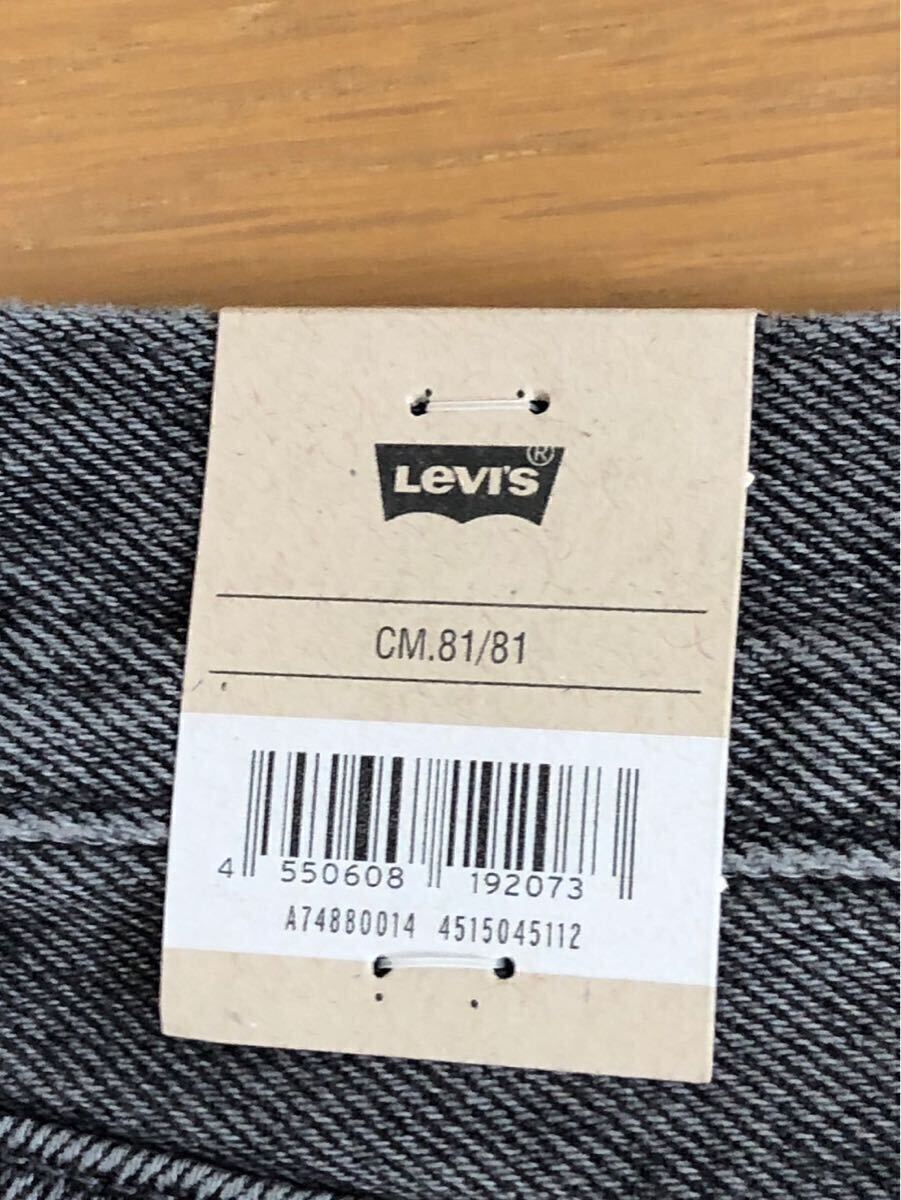 LEVI'S ®
CM.81/81
4 550608 192073
A74880014 4515045112